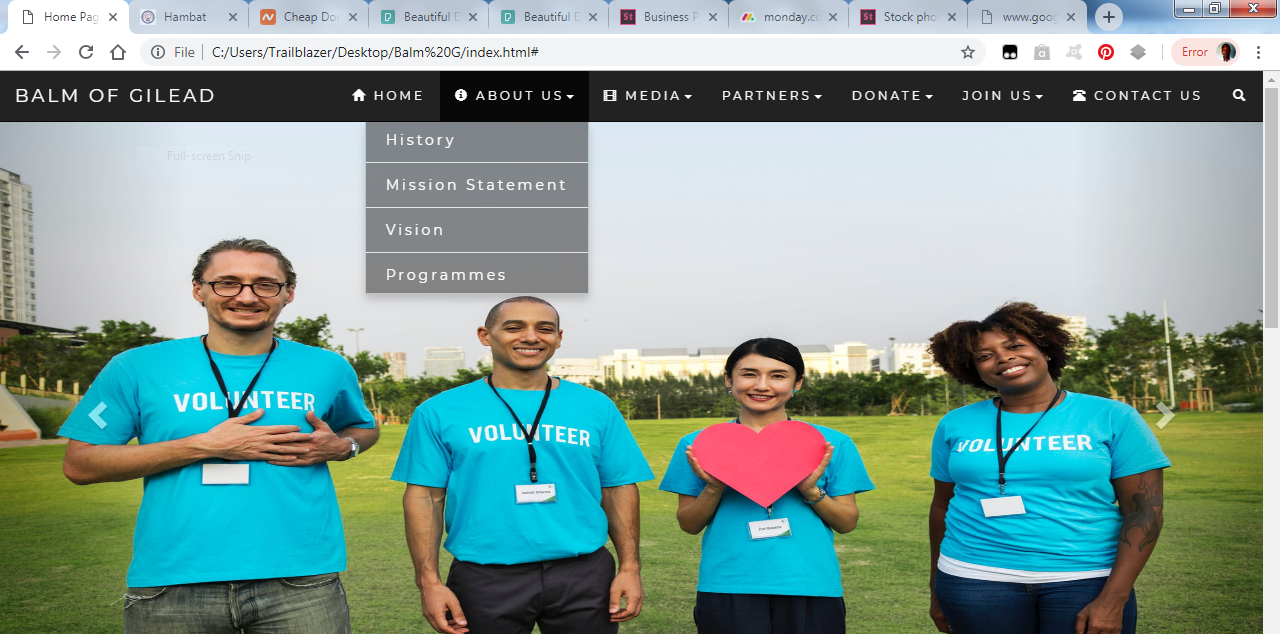 Home Pag
Hambat
Cheap Do
Beautiful D
Beautiful D
Business P
monday.co
Stock pho
www.goog
File
C:/Users/Trailblazer/Desktop/Balm%20G/index.html#
Error
BALM OF GILEAD
HOME
ABOUT US
MEDIA
PARTNERS
DONATE
JOIN US
CONTACT US
History
Mission Statement
Vision
Programmes
Full-screen Snip
VOLUNTEER
VOLUNTEER
VOLUNTEER